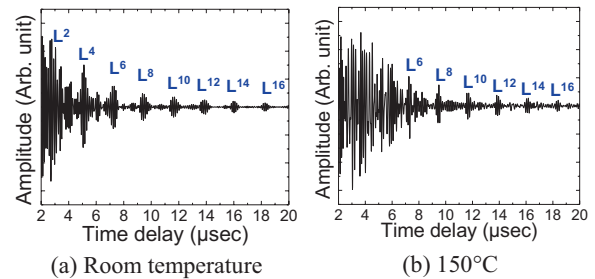 (a)
L2
L4
L6
L8
L10
L12
L14
L16
Amplitude (Arb. unit)
2 4 6 8 10 12 14 16 18 20
Time delay (µsec)
(a) Room temperature
(b)
L6
L8
L10
L12
L14
L16
Amplitude (Arb. unit)
2 4 6 8 10 12 14 16 18 20
Time delay (µsec)
(b) 150°C